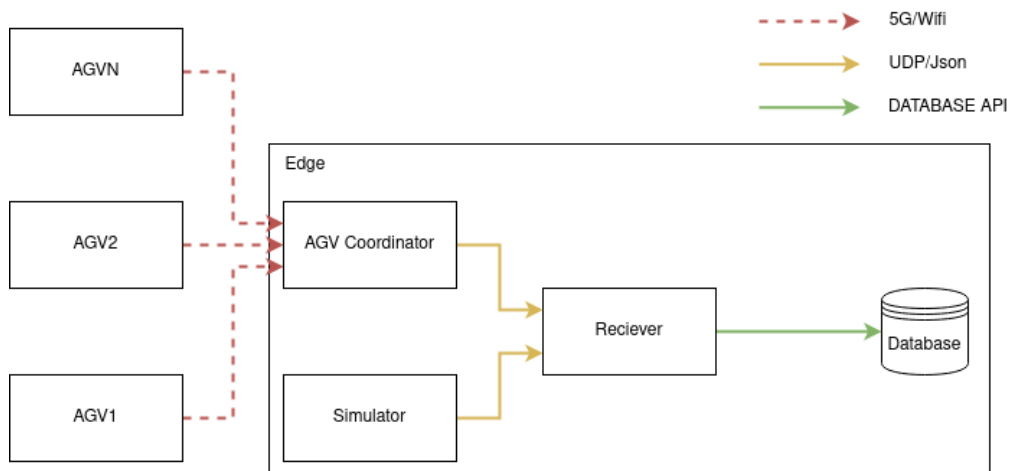 5G/Wifi
AGVN
UDP/Json
DATABASE API
Edge
AGV2
AGV Coordinator
Reciever
Database
AGV1
Simulator